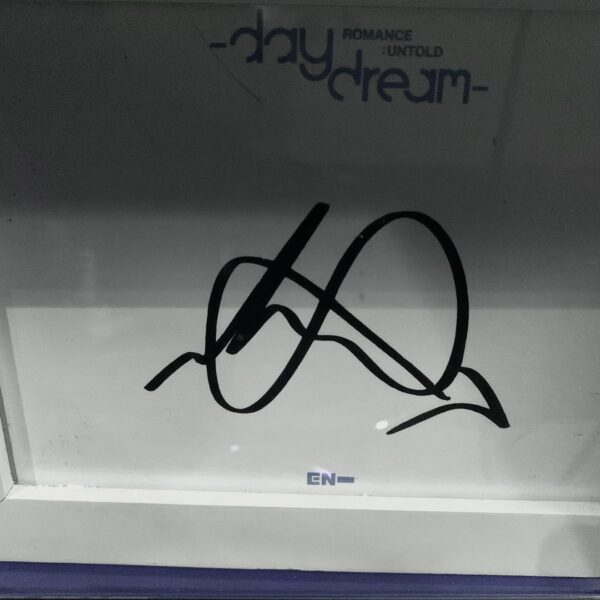 -day
dream-
ROMANCE
:UNTOLD
EN-